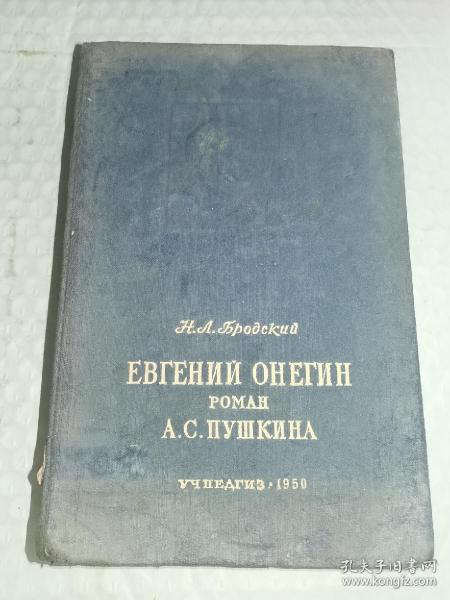 Н.Л.Бродский
ЕВГЕНИЙ ОНЕГИН
РОМАН
А.С.ПУШКИНА
УЧПЕДГИЗ·1950
孔夫子旧书网
www.kongfz.com